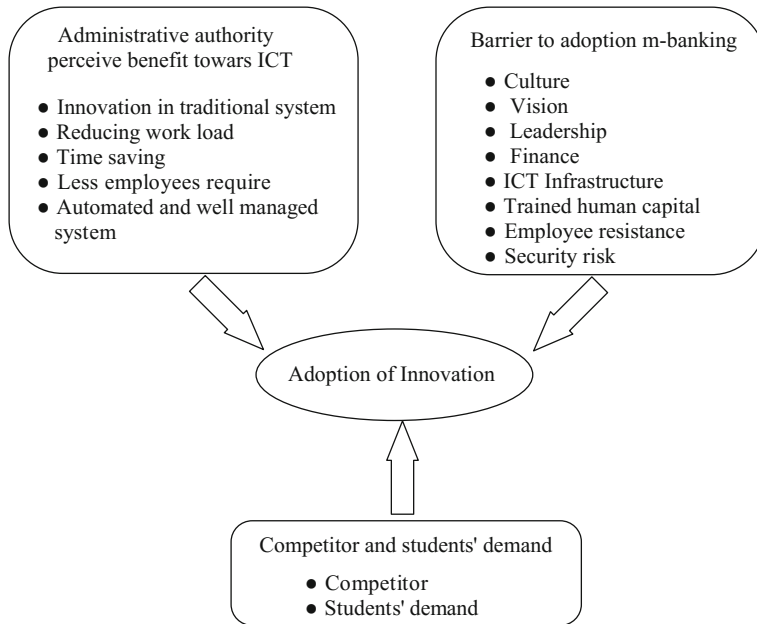 Administrative authority
perceive benefit towars ICT
● Innovation in traditional system
● Reducing work load
● Time saving
● Less employees require
● Automated and well managed
system
Barrier to adoption m-banking
● Culture
● Vision
● Leadership
● Finance
● ICT Infrastructure
● Trained human capital
● Employee resistance
● Security risk
Adoption of Innovation
Competitor and students' demand
● Competitor
● Students' demand